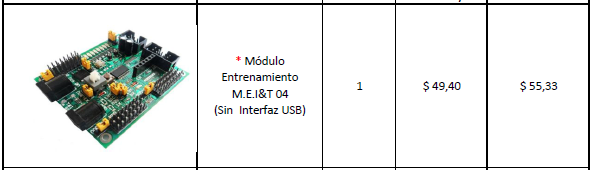 * Módulo
Entrenamiento
M.E.I&T 04
(Sin Interfaz USB)
1
$ 49,40
$ 55,33